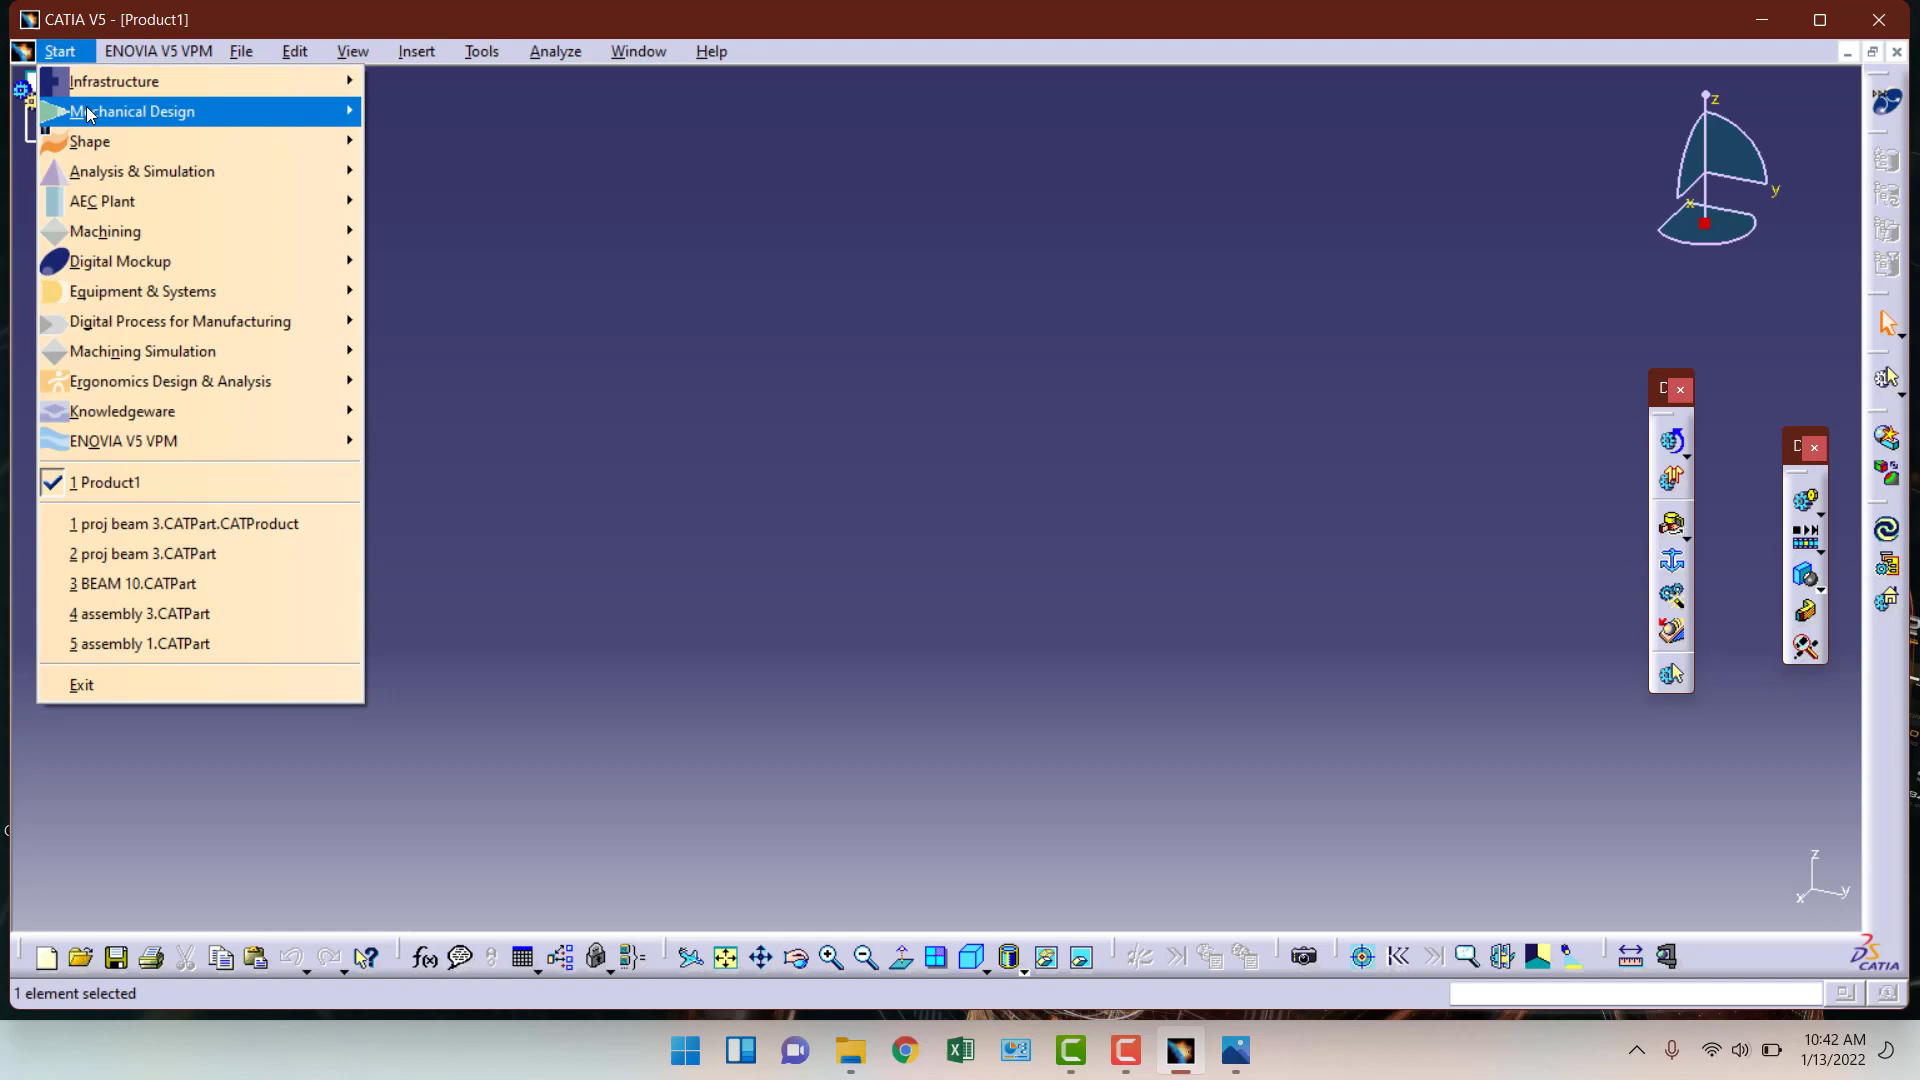 CATIA V5 - [Product1]
Start ENOVIA V5 VPM File Edit View Insert Tools Analyze Window Help
Infrastructure
Mechanical Design
Shape
Analysis & Simulation
AEC Plant
Machining
Digital Mockup
Equipment & Systems
Digital Process for Manufacturing
Machining Simulation
Ergonomics Design & Analysis
Knowledgeware
ENOVIA V5 VPM
1 Product1
1 proj beam 3.CATPart.CATProduct
2 proj beam 3.CATPart
3 BEAM 10.CATPart
4 assembly 3.CATPart
5 assembly 1.CATPart
Exit
z
y
x
D
D
z
y
x
f(x)
CATIA
1 element selected
10:42 AM
1/13/2022